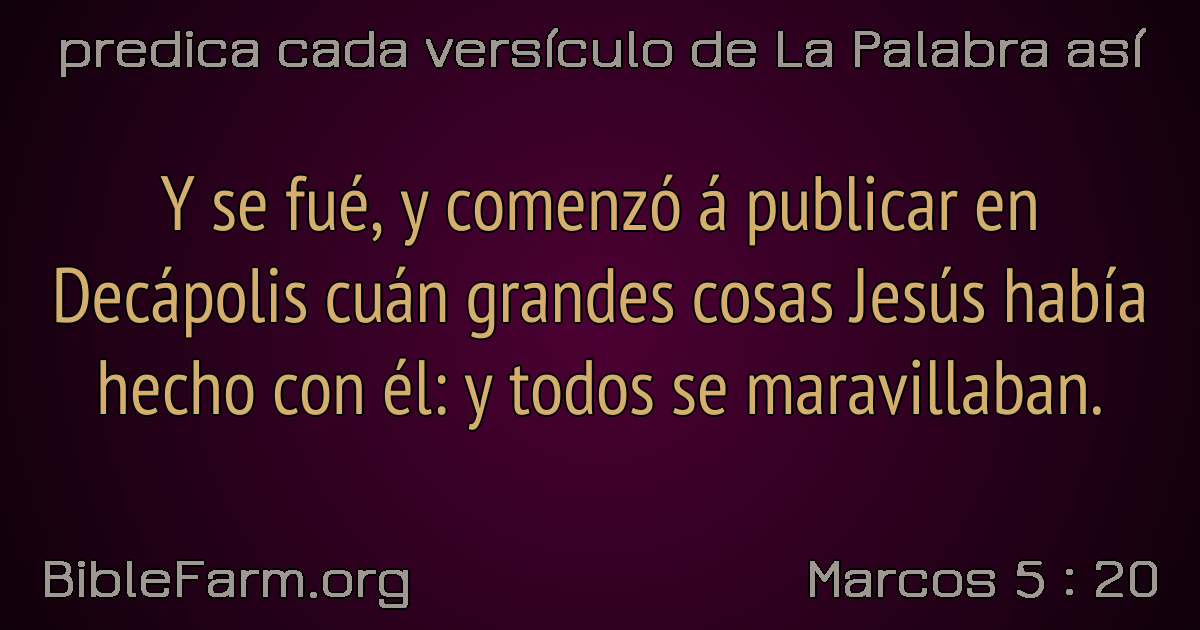 predica cada versículo de La Palabra así
Y se fué, y comenzó á publicar en
Decápolis cuán grandes cosas Jesús había
hecho con él: y todos se maravillaban.
BibleFarm.org
Marcos 5 : 20